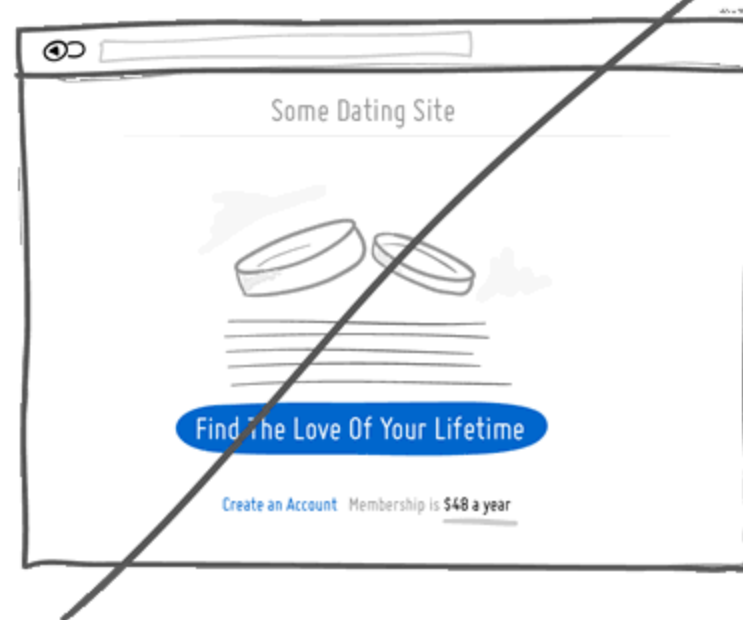 Some Dating Site
Find The Love Of Your Lifetime
Create an Account Membership is $48 a year